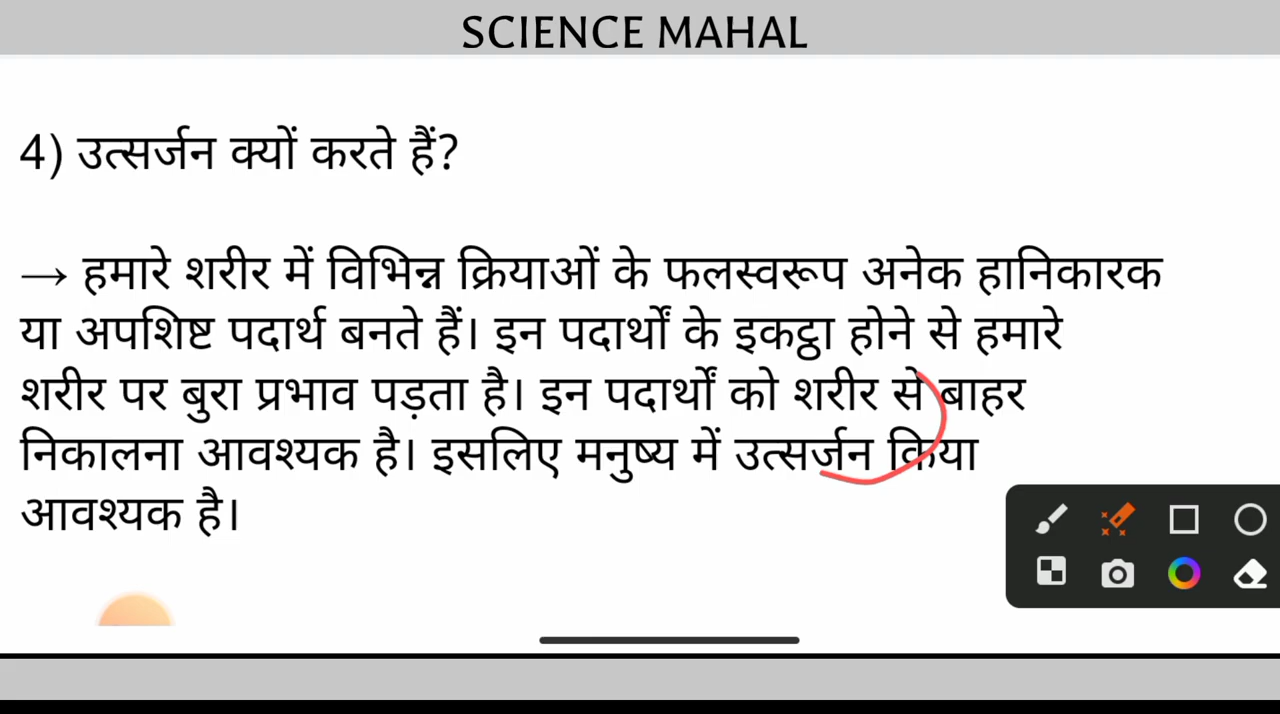 SCIENCE MAHAL
4) उत्सर्जन क्यों करते हैं?
→ हमारे शरीर में विभिन्न क्रियाओं के फलस्वरूप अनेक हानिकारक
या अपशिष्ट पदार्थ बनते हैं। इन पदार्थों के इकट्ठा होने से हमारे
शरीर पर बुरा प्रभाव पड़ता है। इन पदार्थों को शरीर से बाहर
निकालना आवश्यक है। इसलिए मनुष्य में उत्सर्जन किया
आवश्यक है।